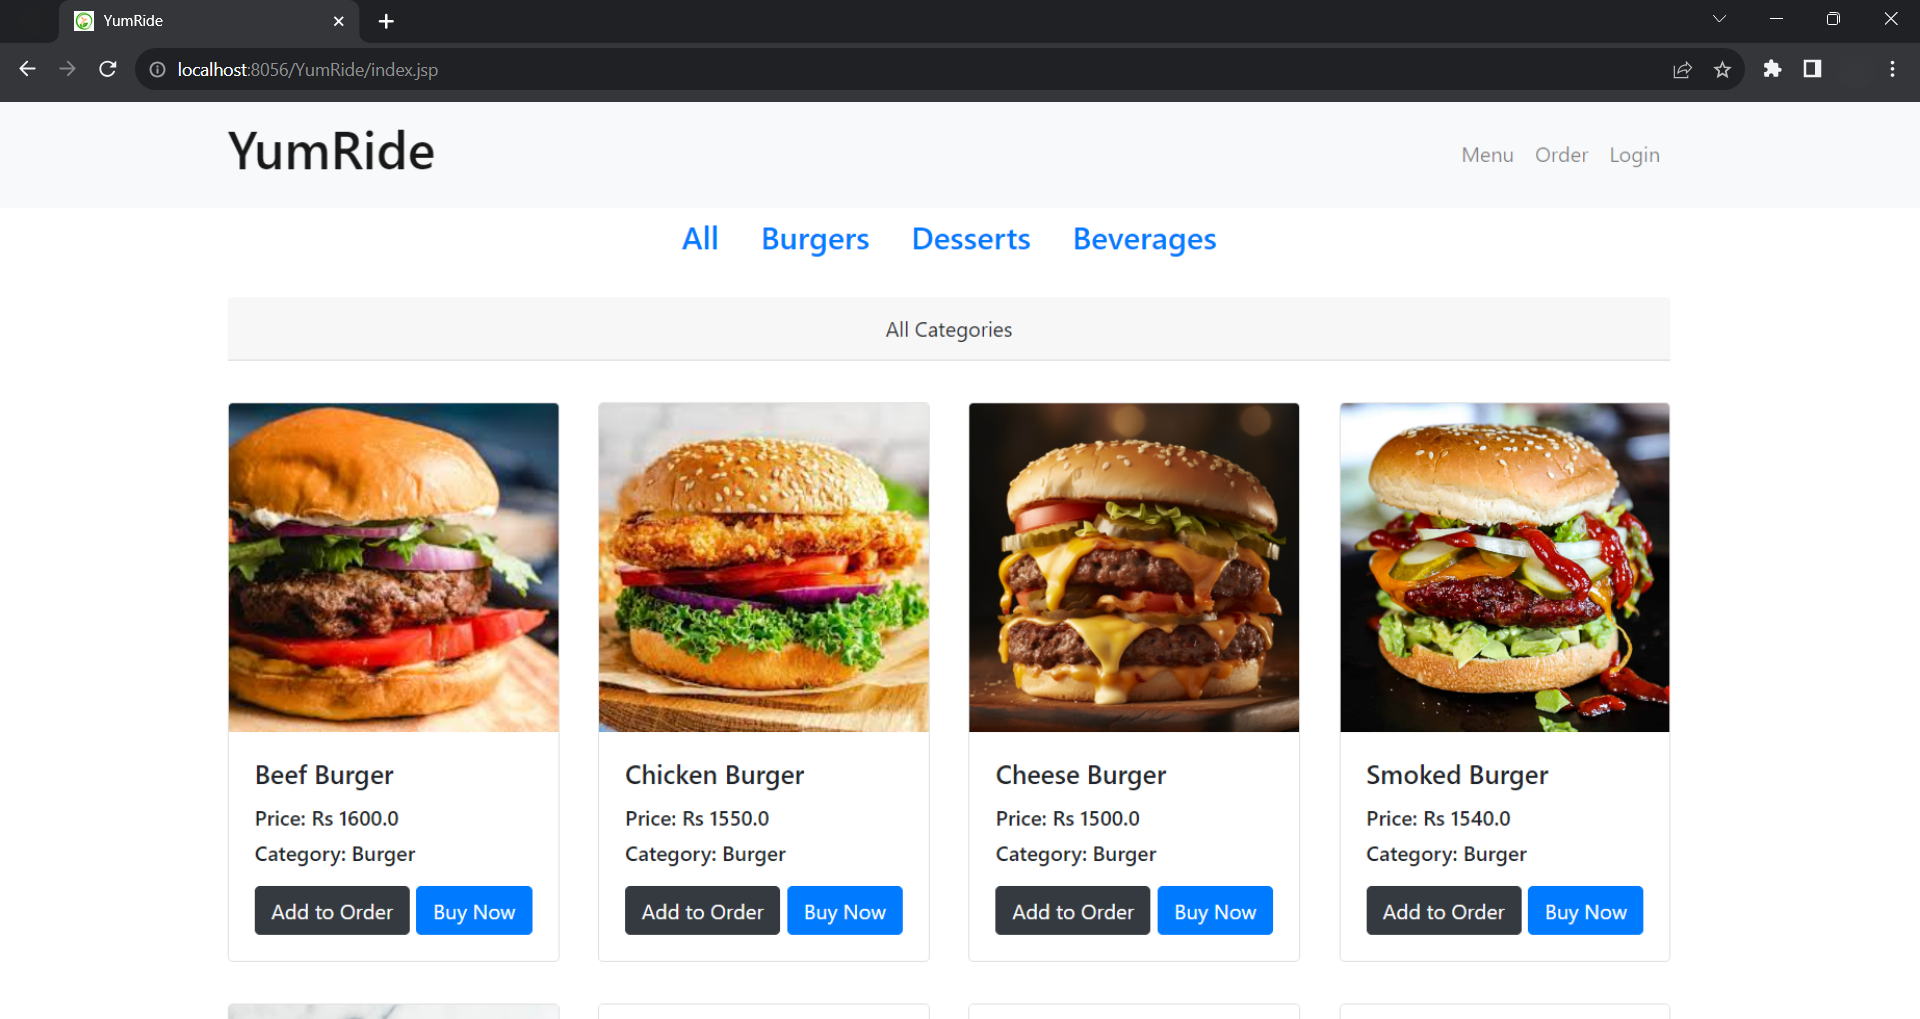 YumRide
localhost:8056/YumRide/index.jsp
YumRide
Menu Order Login
All Burgers Desserts Beverages
All Categories
Beef Burger
Price: Rs 1600.0
Category: Burger
Add to Order Buy Now
Chicken Burger
Price: Rs 1550.0
Category: Burger
Add to Order Buy Now
Cheese Burger
Price: Rs 1500.0
Category: Burger
Add to Order Buy Now
Smoked Burger
Price: Rs 1540.0
Category: Burger
Add to Order Buy Now